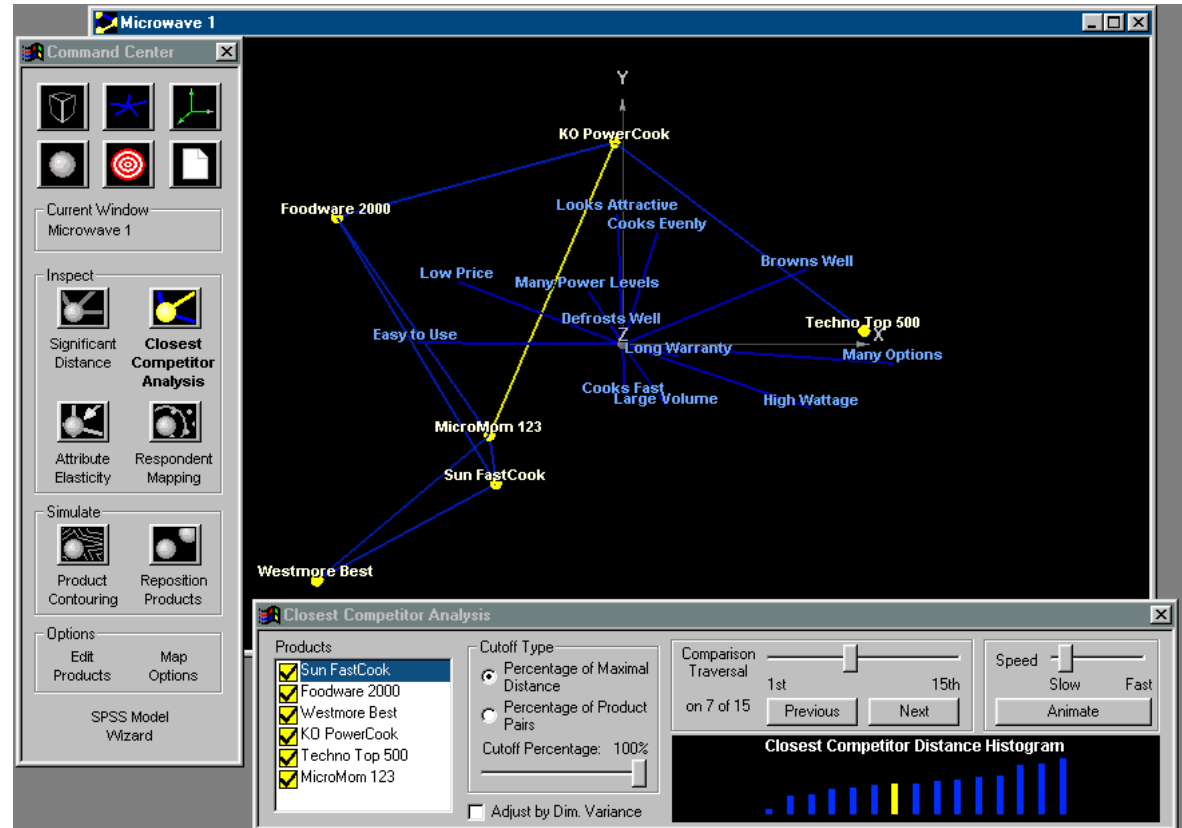 Microwave 1
Command Center
Current Window
Microwave 1
Inspect
Significant
Distance
Closest
Competitor
Analysis
Attribute
Elasticity
Respondent
Mapping
Simulate
Product
Contouring
Reposition
Products
Options
Edit
Products
Map
Options
SPSS Model
Wizard
Y
KO PowerCook
Foodware 2000
Looks Attractive
Cooks Evenly
Browns Well
Low Price
Many Power Levels
Defrosts Well
Techno Top 500
Easy to Use
Z
X
Long Warranty
Many Options
Cooks Fast
Large Volume
High Wattage
MicroMom 123
Sun FastCook
Westmore Best
Closest Competitor Analysis
Products
Sun FastCook
Foodware 2000
Westmore Best
KO PowerCook
Techno Top 500
MicroMom 123
Cutoff Type
Percentage of Maximal
Distance
Percentage of Product
Pairs
Cutoff Percentage: 100%
Adjust by Dim. Variance
Comparison
Traversal
1st 15th
on 7 of 15
Previous
Next
Speed
Slow Fast
Animate
Closest Competitor Distance Histogram